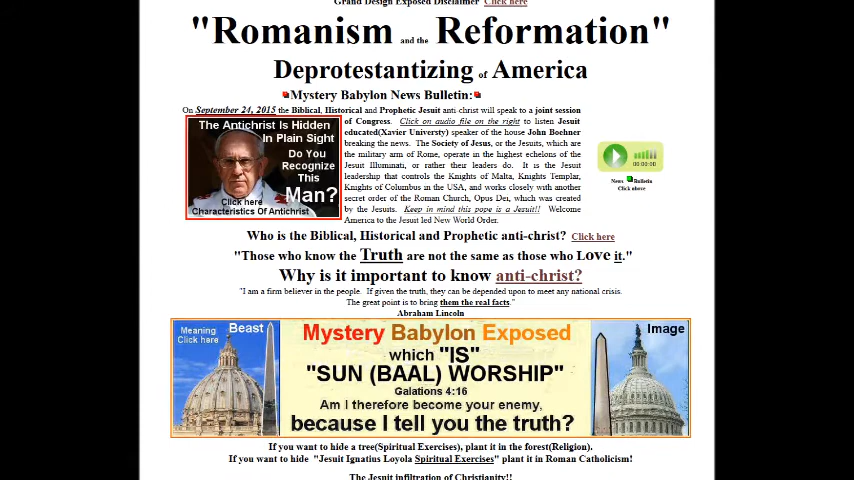 Grand Design Exposed Disclaimer Click here
"Romanism and the Reformation"
Deprotestantizing of America
Mystery Babylon News Bulletin:
On September 24, 2015 the Biblical, Historical and Prophetic Jesuit anti-christ will speak to a joint session
of Congress. Click on audio file on the right to listen Jesuit
educated(Xavier Universty) speaker of the house John Boehner
breaking the news. The Society of Jesus, or the Jesuits, which are
the military arm of Rome, operate in the highest echelons of the
Jesuit Illuminati, or rather their leaders do. It is the Jesuit
leadership that controls the Knights of Malta, Knights Templar,
Knights of Columbus in the USA, and works closely with another
secret order of the Roman Church, Opus Dei, which was created
by the Jesuits. Keep in mind this pope is a Jesuit!! Welcome
America to the Jesuit led New World Order.
The Antichrist Is Hidden
In Plain Sight
Do You
Recognize
This
Man?
Click here
Characteristics Of Antichrist
00:00:00
News Bulletin
Click above
Who is the Biblical, Historical and Prophetic anti-christ? Click here
"Those who know the Truth are not the same as those who Love it."
Why is it important to know anti-christ?
"I am a firm believer in the people. If given the truth, they can be depended upon to meet any national crisis.
The great point is to bring them the real facts."
Abraham Lincoln
Meaning
Click here
Beast
Mystery Babylon Exposed
which "IS"
"SUN (BAAL) WORSHIP"
Galations 4:16
Am I therefore become your enemy,
because I tell you the truth?
Image
If you want to hide a tree(Spiritual Exercises), plant it in the forest(Religion).
If you want to hide "Jesuit Ignatius Loyola Spiritual Exercises" plant it in Roman Catholicism!
The Jesuit infiltration of Christianity!!